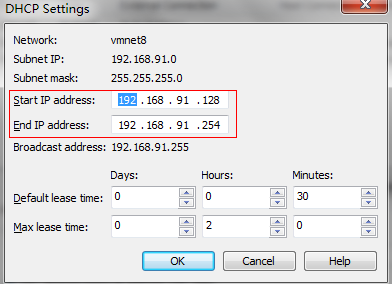 DHCP Settings
Network: vmnet8
Subnet IP: 192.168.91.0
Subnet mask: 255.255.255.0
Start IP address: 192 . 168 . 91 . 128
End IP address: 192 . 168 . 91 . 254
Broadcast address: 192.168.91.255
Days: Hours: Minutes:
Default lease time: 0 0 30
Max lease time: 0 2 0
OK Cancel Help